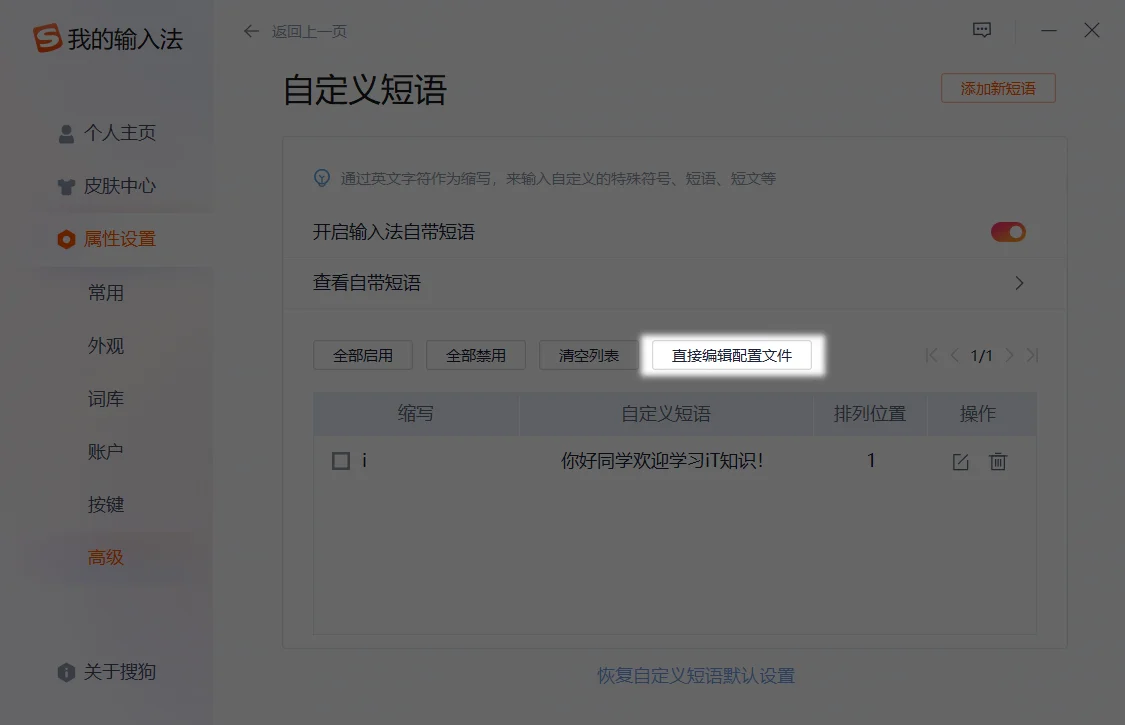 我的输入法
返回上一页
自定义短语
添加新短语
个人主页
皮肤中心
属性设置
常用
外观
词库
账户
按键
高级
关于搜狗
通过英文字符作为缩写，来输入自定义的特殊符号、短语、短文等
开启输入法自带短语
查看自带短语
全部启用 全部禁用 清空列表 直接编辑配置文件 1/1
缩写 自定义短语 排列位置 操作
i 你好同学欢迎学习iT知识！ 1
恢复自定义短语默认设置